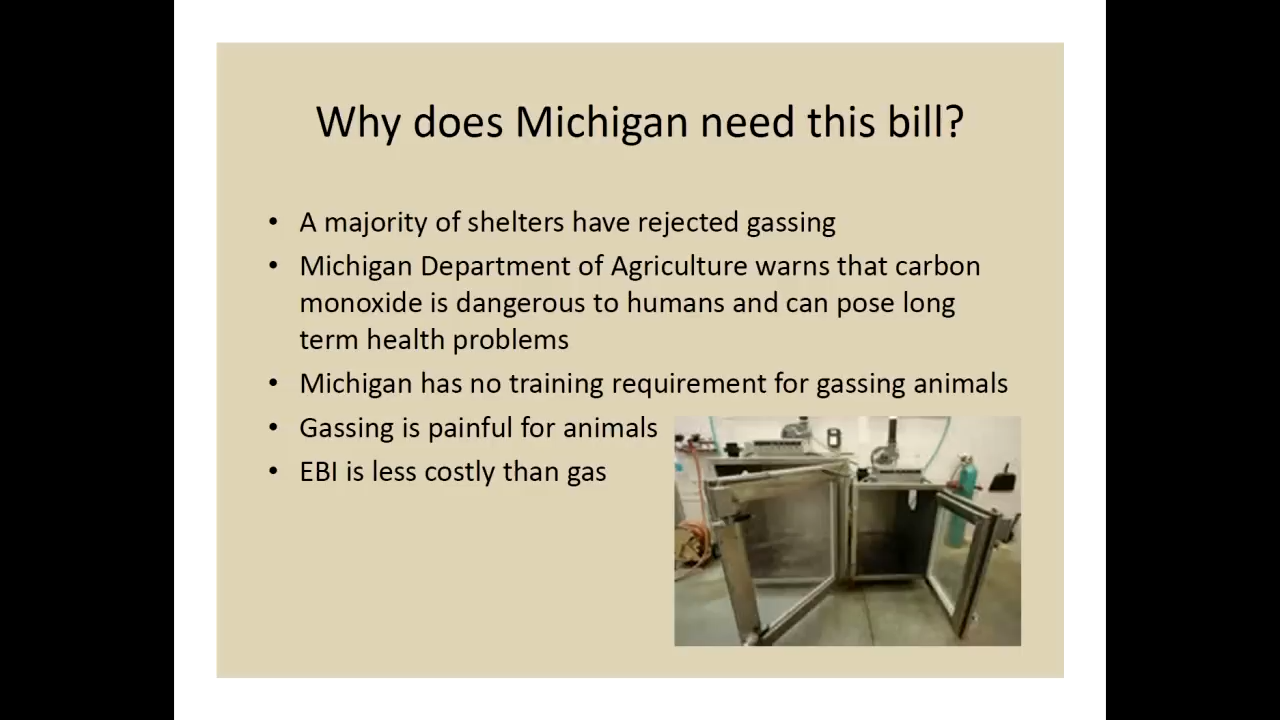 Why does Michigan need this bill?
• A majority of shelters have rejected gassing
• Michigan Department of Agriculture warns that carbon
monoxide is dangerous to humans and can pose long
term health problems
• Michigan has no training requirement for gassing animals
• Gassing is painful for animals
• EBI is less costly than gas